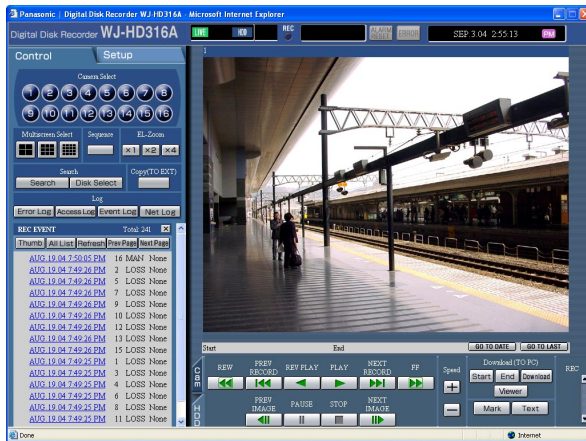 Panasonic | Digital Disk Recorder WJ-HD316A - Microsoft Internet Explorer
Digital Disk Recorder WJ-HD316A
LIVE HDD REC ALARM RESET ERROR SEP.3.04 2:55:13 PM
Control Setup
1
Camera Select
1 2 3 4 5 6 7 8
9 10 11 12 13 14 15 16
Multiscreen Select Sequence EL-Zoom
×1 ×2 ×4
Search Copy(TO EXT)
Search Disk Select
Log
Error Log Access Log Event Log Net Log
REC EVENT Total: 241
Thumb All List Refresh Prev Page Next Page
AUG.19.04 7:50:05 PM 16 MAN None
AUG.19.04 7:49:26 PM 2 LOSS None
AUG.19.04 7:49:26 PM 5 LOSS None
AUG.19.04 7:49:26 PM 7 LOSS None
AUG.19.04 7:49:26 PM 9 LOSS None
AUG.19.04 7:49:26 PM 10 LOSS None
AUG.19.04 7:49:26 PM 12 LOSS None
AUG.19.04 7:49:26 PM 13 LOSS None
AUG.19.04 7:49:26 PM 15 LOSS None
AUG.19.04 7:49:25 PM 1 LOSS None
AUG.19.04 7:49:25 PM 3 LOSS None
AUG.19.04 7:49:25 PM 4 LOSS None
AUG.19.04 7:49:25 PM 6 LOSS None
AUG.19.04 7:49:25 PM 8 LOSS None
AUG.19.04 7:49:25 PM 11 LOSS None
Start End GO TO DATE GO TO LAST
Cam
HDD
REW PREV RECORD REV PLAY PLAY NEXT RECORD FF
PREV IMAGE PAUSE STOP NEXT IMAGE
Speed
Download (TO PC)
Start End Download
Viewer
Mark Text
REC
Done Internet